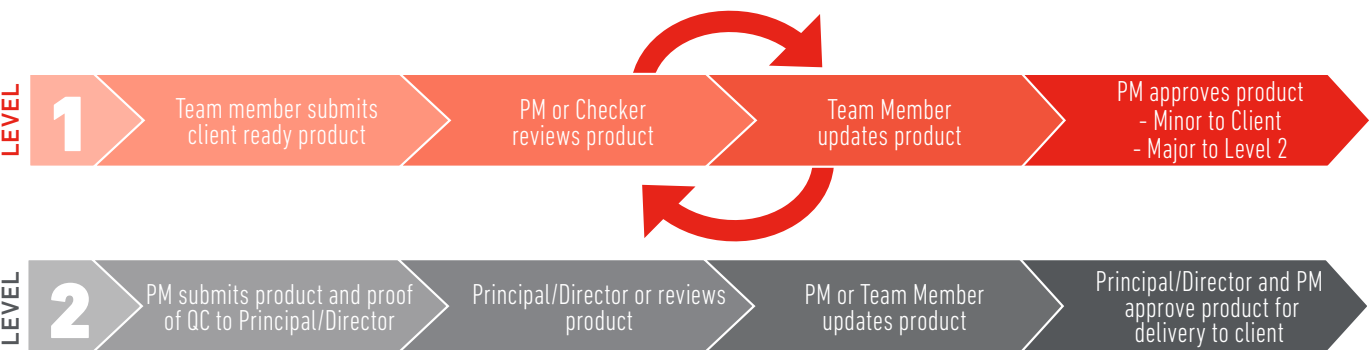 LEVEL
1
Team member submits
client ready product
PM or Checker
reviews product
Team Member
updates product
PM approves product
- Minor to Client
- Major to Level 2
LEVEL
2
PM submits product and proof
of QC to Principal/Director
Principal/Director or reviews
product
PM or Team Member
updates product
Principal/Director and PM
approve product for
delivery to client